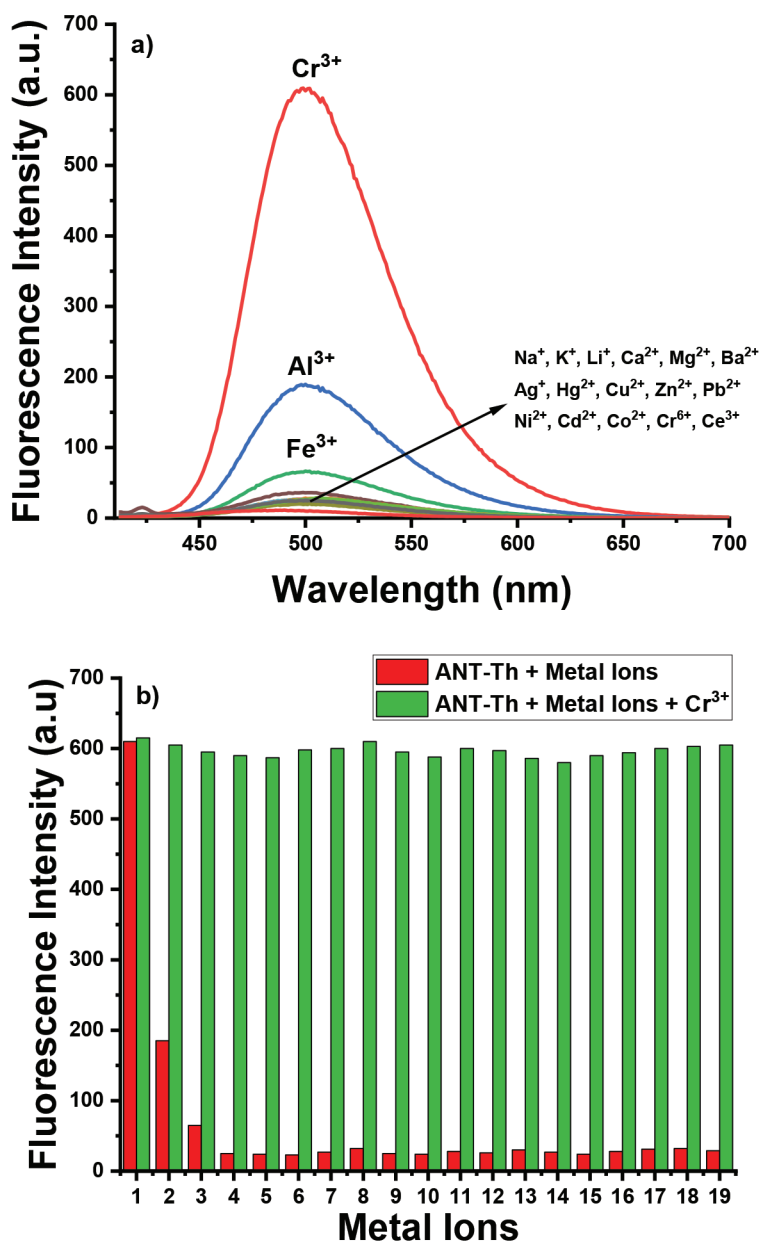 a)
Fluorescence Intensity (a.u.)
700
600
500
400
300
200
100
0
Cr³⁺
Al³⁺
Fe³⁺
Na⁺, K⁺, Li⁺, Ca²⁺, Mg²⁺, Ba²⁺
Ag⁺, Hg²⁺, Cu²⁺, Zn²⁺, Pb²⁺
Ni²⁺, Cd²⁺, Co²⁺, Cr⁶⁺, Ce³⁺
450 500 550 600 650 700
Wavelength (nm)
b)
ANT-Th + Metal Ions
ANT-Th + Metal Ions + Cr³⁺
Fluorescence Intensity (a.u)
700
600
500
400
300
200
100
0
1 2 3 4 5 6 7 8 9 10 11 12 13 14 15 16 17 18 19
Metal Ions